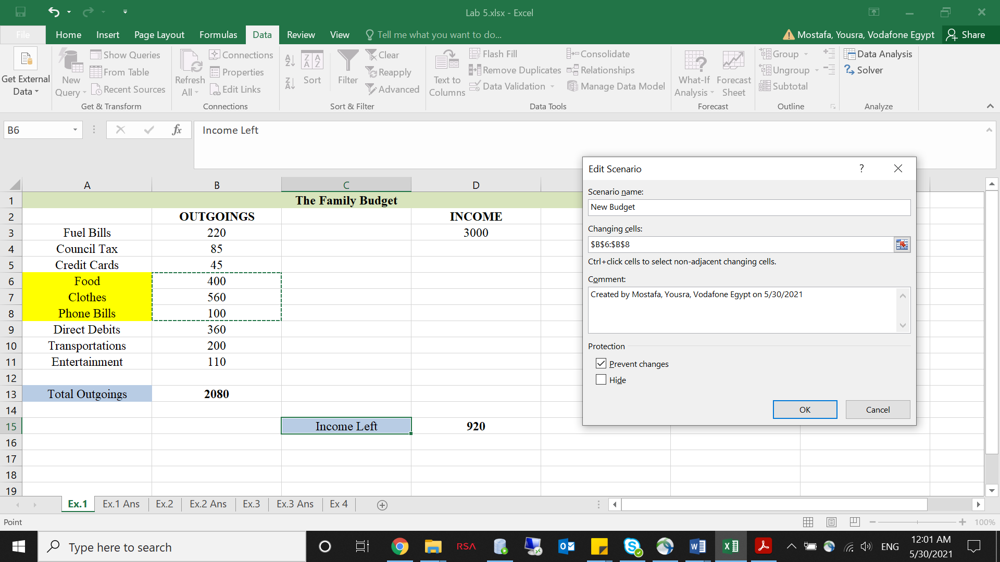 Lab 5.xlsx - Excel
File Home Insert Page Layout Formulas Data Review View Tell me what you want to do... Mostafa, Yousra, Vodafone Egypt Share
Get External Data
New Query
Show Queries
From Table
Recent Sources
Get & Transform
Refresh All
Connections
Properties
Edit Links
Connections
Sort
Filter
Clear
Reapply
Advanced
Sort & Filter
Text to Columns
Flash Fill
Remove Duplicates
Data Validation
Consolidate
Relationships
Manage Data Model
Data Tools
What-If Analysis
Forecast Sheet
Forecast
Group
Ungroup
Subtotal
Outline
Data Analysis
Solver
Analyze
B6 fx Income Left
A B C D
1 The Family Budget
2 OUTGOINGS INCOME
3 Fuel Bills 220 3000
4 Council Tax 85
5 Credit Cards 45
6 Food 400
7 Clothes 560
8 Phone Bills 100
9 Direct Debits 360
10 Transportations 200
11 Entertainment 110
12
13 Total Outgoings 2080
14
15 Income Left 920
16
17
18
19
Edit Scenario ?
Scenario name:
New Budget
Changing cells:
$B$6:$B$8
Ctrl+click cells to select non-adjacent changing cells.
Comment:
Created by Mostafa, Yousra, Vodafone Egypt on 5/30/2021
Protection
Prevent changes
Hide
OK Cancel
Ex.1 Ex.1 Ans Ex.2 Ex.2 Ans Ex.3 Ex.3 Ans Ex 4
Point 100%
Type here to search RSA ENG 12:01 AM
5/30/2021